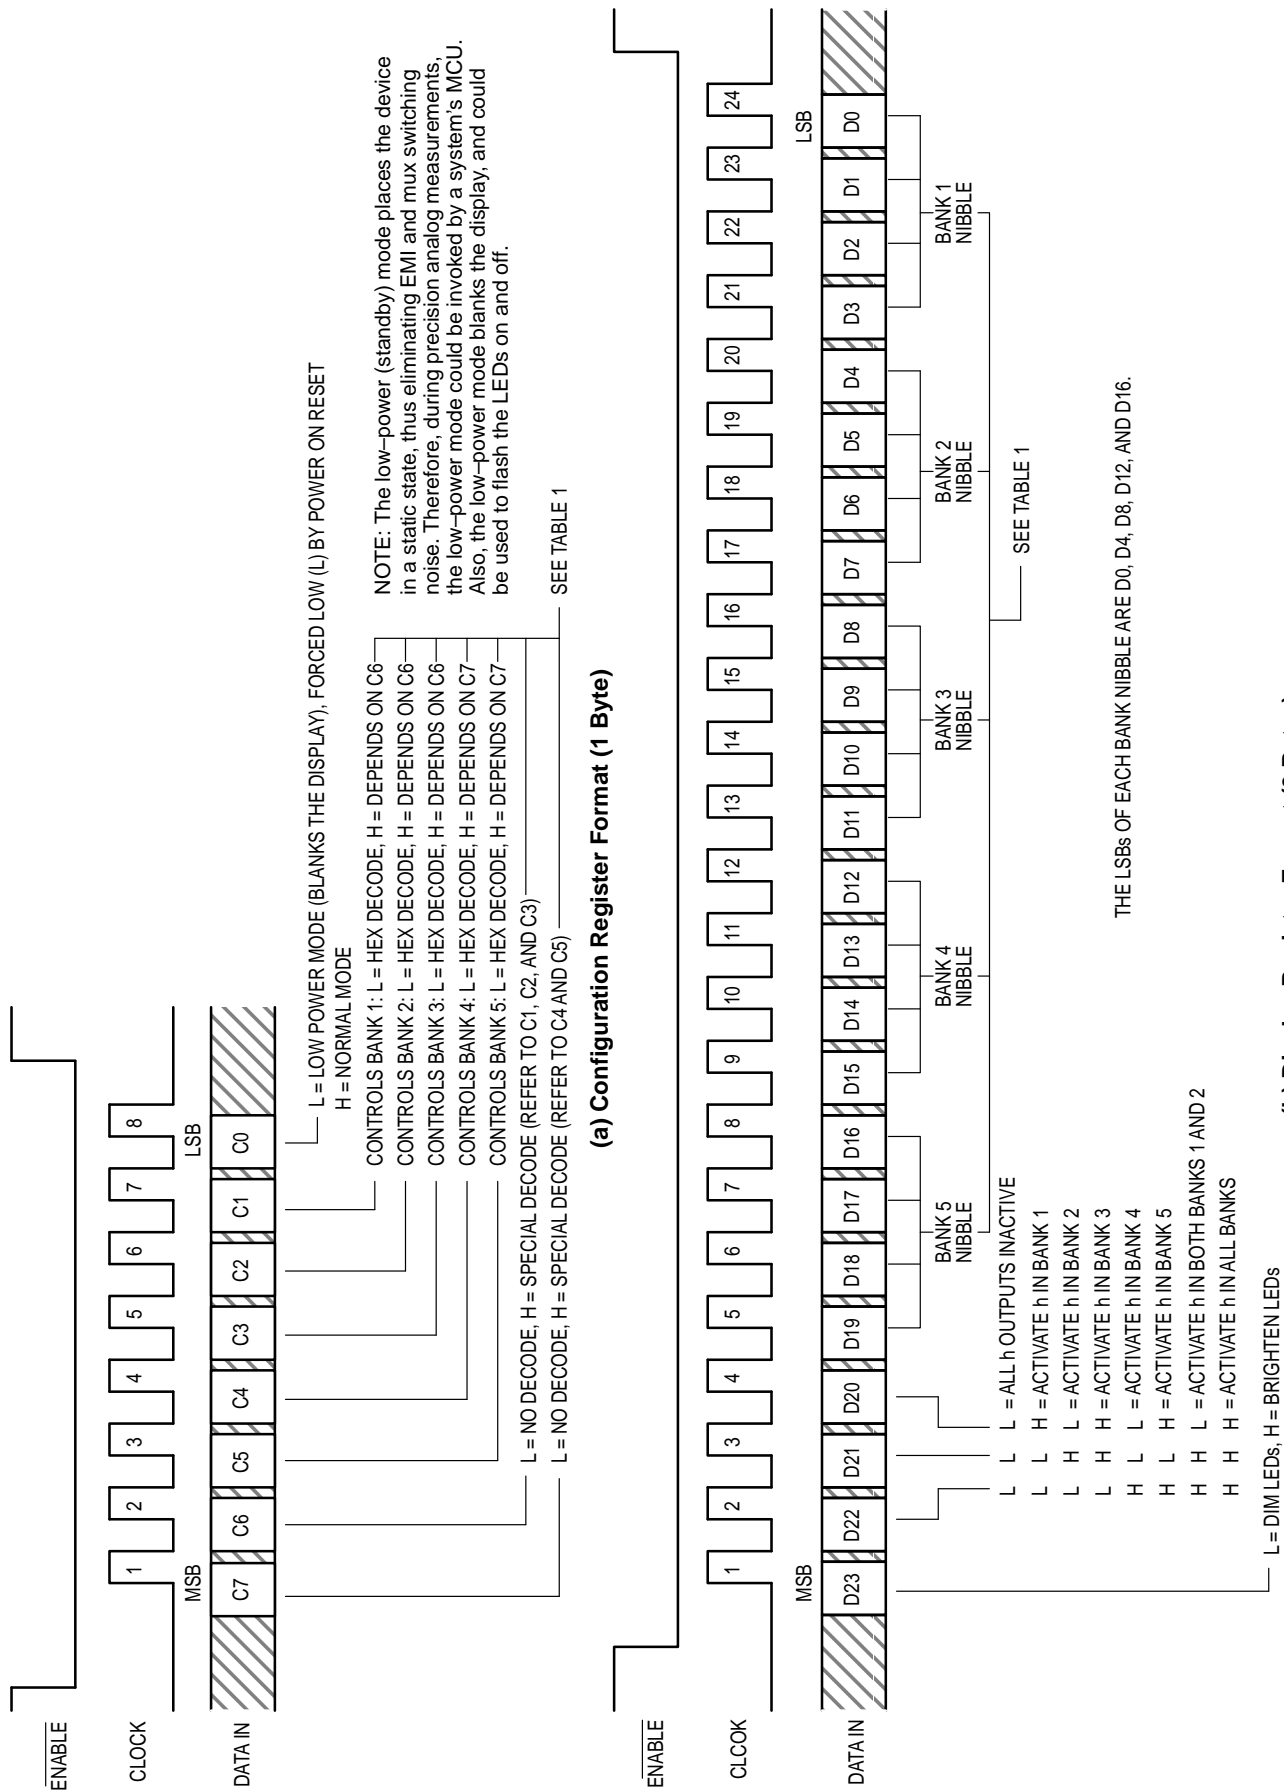 ENABLE
CLOCK
1 2 3 4 5 6 7 8
MSB LSB
DATA IN
C7 C6 C5 C4 C3 C2 C1 C0
L = LOW POWER MODE (BLANKS THE DISPLAY), FORCED LOW (L) BY POWER ON RESET
H = NORMAL MODE
CONTROLS BANK 1: L = HEX DECODE, H = DEPENDS ON C6
CONTROLS BANK 2: L = HEX DECODE, H = DEPENDS ON C6
CONTROLS BANK 3: L = HEX DECODE, H = DEPENDS ON C6
CONTROLS BANK 4: L = HEX DECODE, H = DEPENDS ON C7
CONTROLS BANK 5: L = HEX DECODE, H = DEPENDS ON C7
L = NO DECODE, H = SPECIAL DECODE (REFER TO C1, C2, AND C3)
L = NO DECODE, H = SPECIAL DECODE (REFER TO C4 AND C5)
SEE TABLE 1
NOTE: The low–power (standby) mode places the device
in a static state, thus eliminating EMI and mux switching
noise. Therefore, during precision analog measurements,
the low–power mode could be invoked by a system's MCU.
Also, the low–power mode blanks the display, and could
be used to flash the LEDs on and off.
(a) Configuration Register Format (1 Byte)
ENABLE
CLCOK
1 2 3 4 5 6 7 8 9 10 11 12 13 14 15 16 17 18 19 20 21 22 23 24
MSB LSB
DATA IN
D23 D22 D21 D20 D19 D18 D17 D16 D15 D14 D13 D12 D11 D10 D9 D8 D7 D6 D5 D4 D3 D2 D1 D0
BANK 5
NIBBLE
BANK 4
NIBBLE
BANK 3
NIBBLE
BANK 2
NIBBLE
BANK 1
NIBBLE
SEE TABLE 1
L L L = ALL h OUTPUTS INACTIVE
L L H = ACTIVATE h IN BANK 1
L H L = ACTIVATE h IN BANK 2
L H H = ACTIVATE h IN BANK 3
H L L = ACTIVATE h IN BANK 4
H L H = ACTIVATE h IN BANK 5
H H L = ACTIVATE h IN BOTH BANKS 1 AND 2
H H H = ACTIVATE h IN ALL BANKS
THE LSBs OF EACH BANK NIBBLE ARE D0, D4, D8, D12, AND D16.
L = DIM LEDs, H = BRIGHTEN LEDs